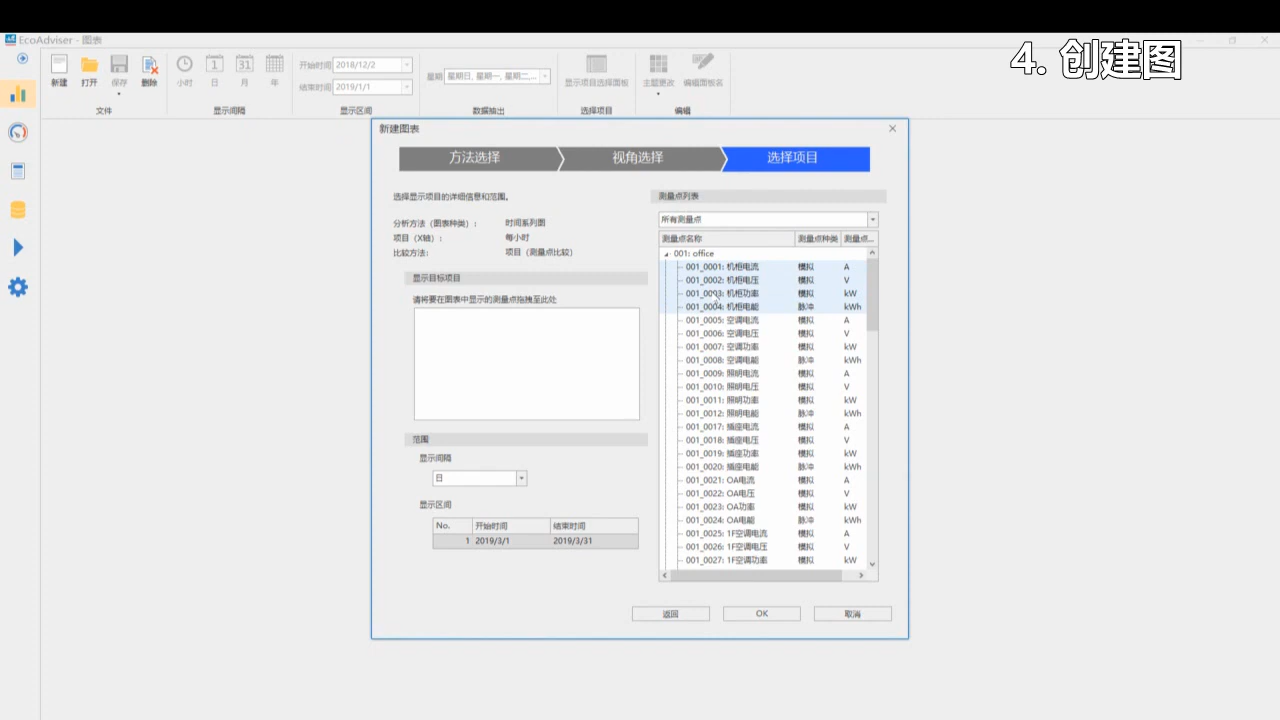 EcoAdviser - 图表
4. 创建图
新建 打开 保存 删除
文件
小时 日 月 年
显示间隔
开始时间 2018/12/2
结束时间 2019/1/1
显示区间
星期 星期日, 星期一, 星期二,...
数据抽出
显示项目选择面板
选择项目
主题更改 编辑面板名
编辑
新建图表
方法选择 视角选择 选择项目
选择显示项目的详细信息和范围。
分析方法（图表种类）： 时间系列图
项目（X轴）： 每小时
比较方法： 项目（测量点比较）
显示目标项目
请将要在图表中显示的测量点拖拽至此处
范围
显示间隔
日
显示区间
No. 开始时间 结束时间
1 2019/3/1 2019/3/31
测量点列表
所有测量点
测量点名称 测量点种类 测量点...
001: office
001_0001: 机柜电流 模拟 A
001_0002: 机柜电压 模拟 V
001_0003: 机柜功率 模拟 kW
001_0004: 机柜电能 脉冲 kWh
001_0005: 空调电流 模拟 A
001_0006: 空调电压 模拟 V
001_0007: 空调功率 模拟 kW
001_0008: 空调电能 脉冲 kWh
001_0009: 照明电流 模拟 A
001_0010: 照明电压 模拟 V
001_0011: 照明功率 模拟 kW
001_0012: 照明电能 脉冲 kWh
001_0017: 插座电流 模拟 A
001_0018: 插座电压 模拟 V
001_0019: 插座功率 模拟 kW
001_0020: 插座电能 脉冲 kWh
001_0021: OA电流 模拟 A
001_0022: OA电压 模拟 V
001_0023: OA功率 模拟 kW
001_0024: OA电能 脉冲 kWh
001_0025: 1F空调电流 模拟 A
001_0026: 1F空调电压 模拟 V
001_0027: 1F空调功率 模拟 kW
返回 OK 取消